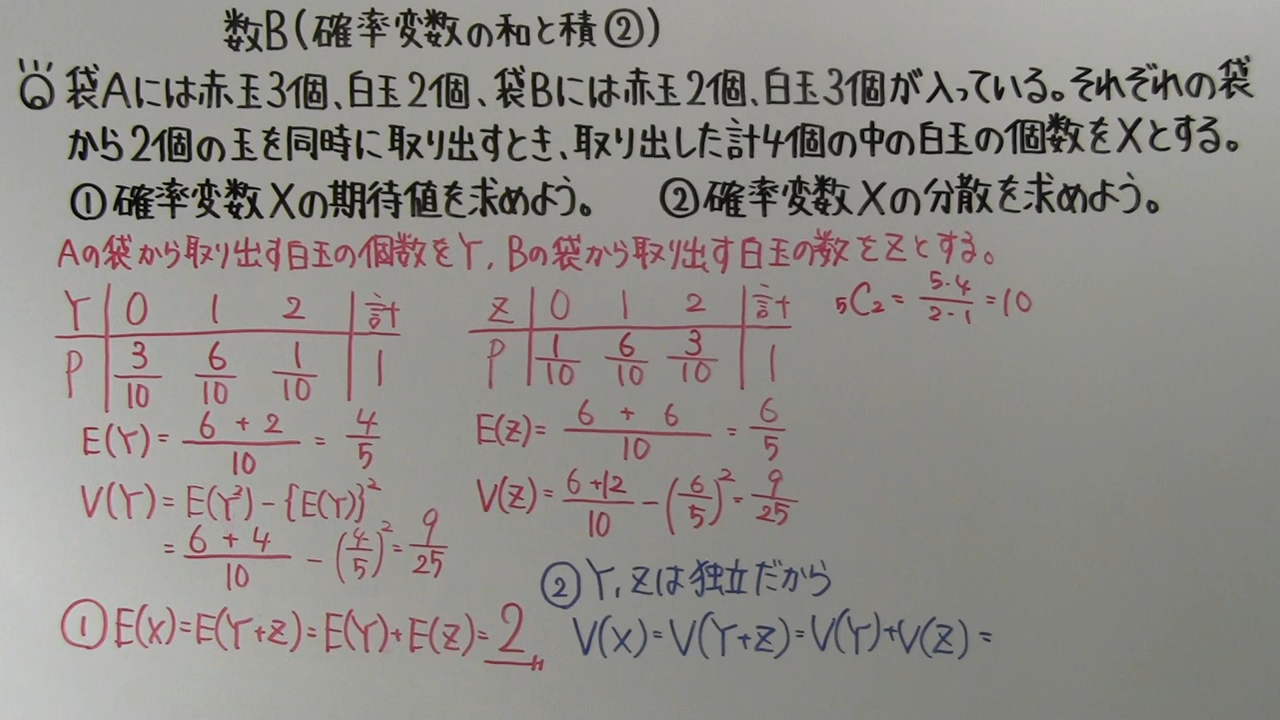 数B(確率変数の和と積②)
袋Aには赤玉3個、白玉2個、袋Bには赤玉2個、白玉3個が入っている。それぞれの袋
から2個の玉を同時に取り出すとき、取り出した計4個の中の白玉の個数をXとする。
①確率変数Xの期待値を求めよう。 ②確率変数Xの分散を求めよう。
Aの袋から取り出す白玉の個数をY, Bの袋から取り出す白玉の数をZとする。
Y 0 1 2 計
P 3/10 6/10 1/10 1
Z 0 1 2 計
P 1/10 6/10 3/10 1
₅C₂ = 5·4/2·1 = 10
E(Y) = 6+2/10 = 4/5
V(Y) = E(Y²) - {E(Y)}²
= 6+4/10 - (4/5)² = 9/25
E(Z) = 6+6/10 = 6/5
V(Z) = 6+12/10 - (6/5)² = 9/25
① E(X) = E(Y+Z) = E(Y) + E(Z) = 2
② Y, Zは独立だから
V(X) = V(Y+Z) = V(Y) + V(Z) =